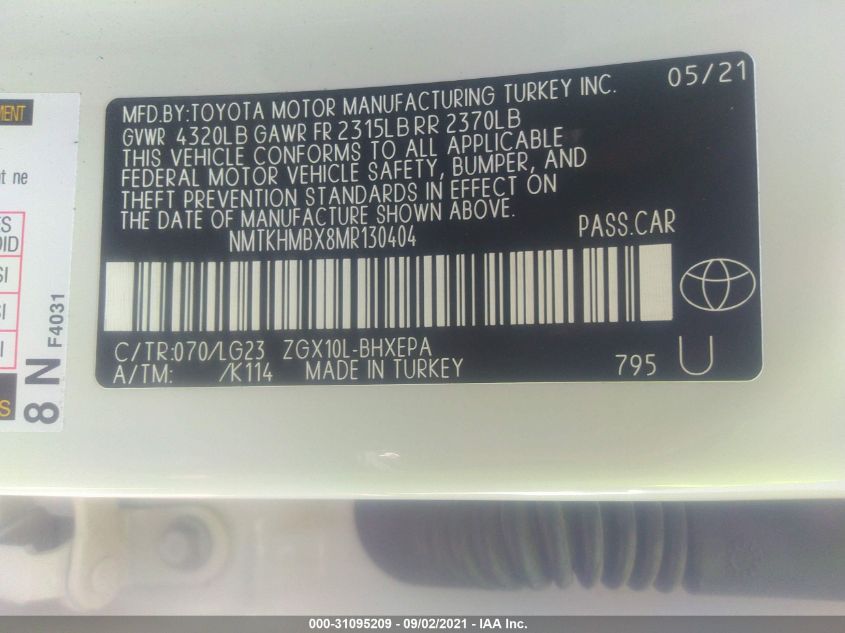 MFD.BY:TOYOTA MOTOR MANUFACTURING TURKEY INC. 05/21
GVWR 4320LB GAWR FR 2315LB RR 2370LB
THIS VEHICLE CONFORMS TO ALL APPLICABLE
FEDERAL MOTOR VEHICLE SAFETY, BUMPER, AND
THEFT PREVENTION STANDARDS IN EFFECT ON
THE DATE OF MANUFACTURE SHOWN ABOVE.
NMTKHMBX8MR130404 PASS.CAR
C/TR:070/LG23 ZGX10L-BHXEPA
A/TM: /K114 MADE IN TURKEY 795 U
8 N F4031
000-31095209 - 09/02/2021 - IAA Inc.